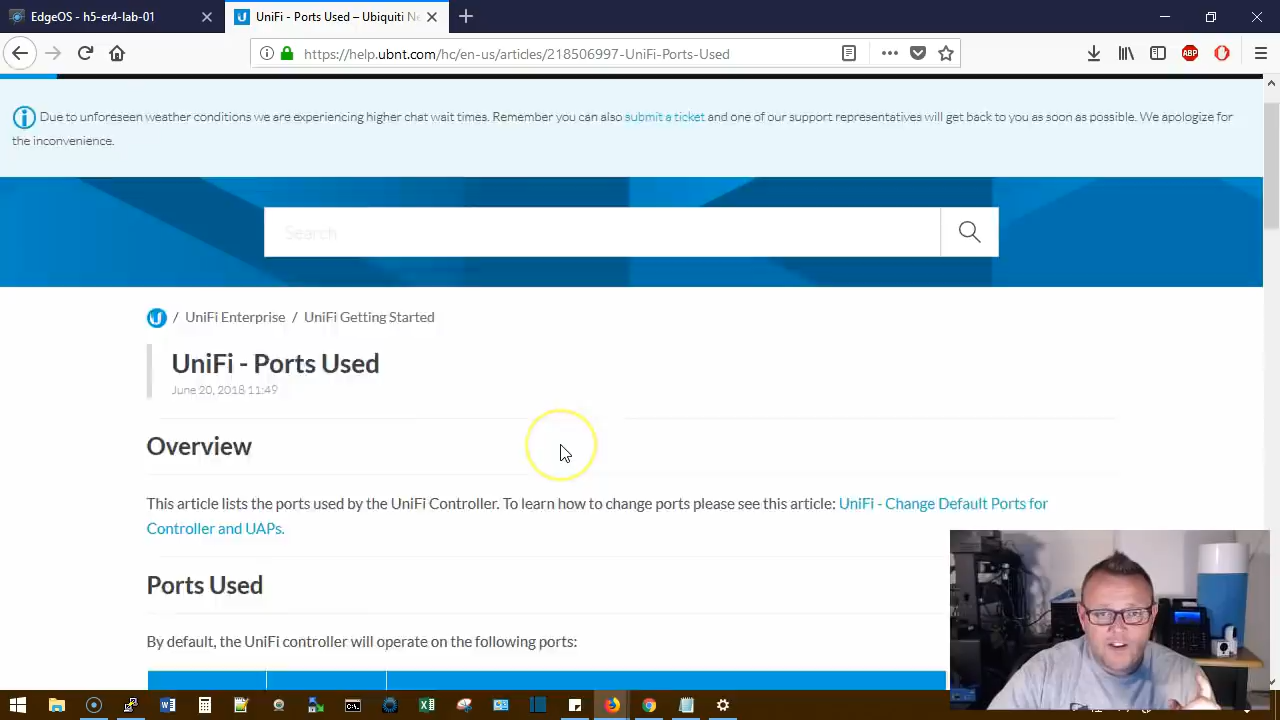 EdgeOS - h5-er4-lab-01
UniFi - Ports Used – Ubiquiti Ne
https://help.ubnt.com/hc/en-us/articles/218506997-UniFi-Ports-Used
ABP
Due to unforeseen weather conditions we are experiencing higher chat wait times. Remember you can also submit a ticket and one of our support representatives will get back to you as soon as possible. We apologize for
the inconvenience.
Search
/ UniFi Enterprise / UniFi Getting Started
UniFi - Ports Used
June 20, 2018 11:49
Overview
This article lists the ports used by the UniFi Controller. To learn how to change ports please see this article: UniFi - Change Default Ports for
Controller and UAPs.
Ports Used
By default, the UniFi controller will operate on the following ports: